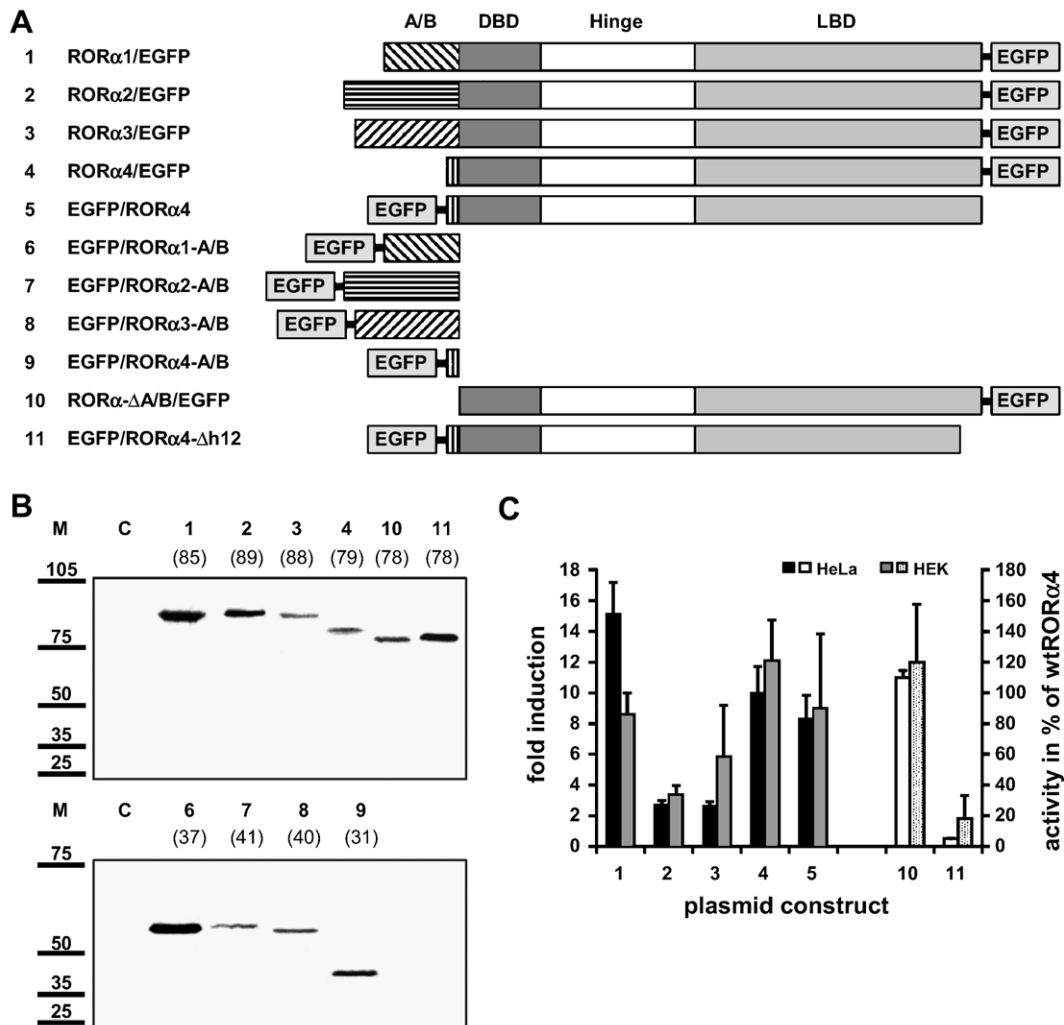 A
A/B DBD Hinge LBD
1 RORα1/EGFP EGFP
2 RORα2/EGFP EGFP
3 RORα3/EGFP EGFP
4 RORα4/EGFP EGFP
5 EGFP/RORα4 EGFP
6 EGFP/RORα1-A/B EGFP
7 EGFP/RORα2-A/B EGFP
8 EGFP/RORα3-A/B EGFP
9 EGFP/RORα4-A/B EGFP
10 RORα-ΔA/B/EGFP EGFP
11 EGFP/RORα4-Δh12 EGFP
B
M C 1 2 3 4 10 11
(85) (89) (88) (79) (78) (78)
105
75
50
35
25
M C 6 7 8 9
(37) (41) (40) (31)
75
50
35
25
C
HeLa HEK
fold induction
18
16
14
12
10
8
6
4
2
0
180
160
140
120
100
80
60
40
20
0
activity in % of wtRORα4
1 2 3 4 5 10 11
plasmid construct